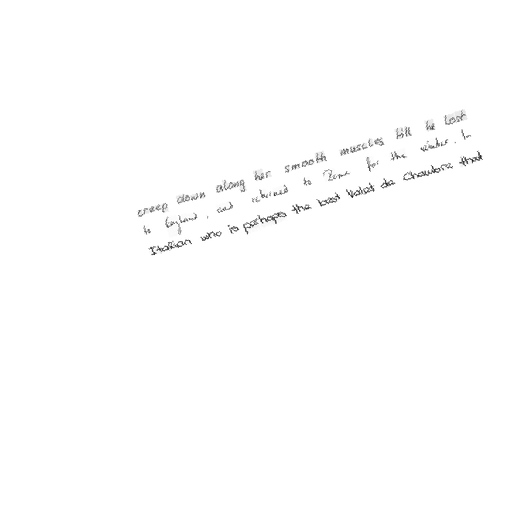 creep down along her smooth muscles till he lost
to England, and returned to Rome for the winter. In
Italian who is perhaps the best Valet de Chambre that